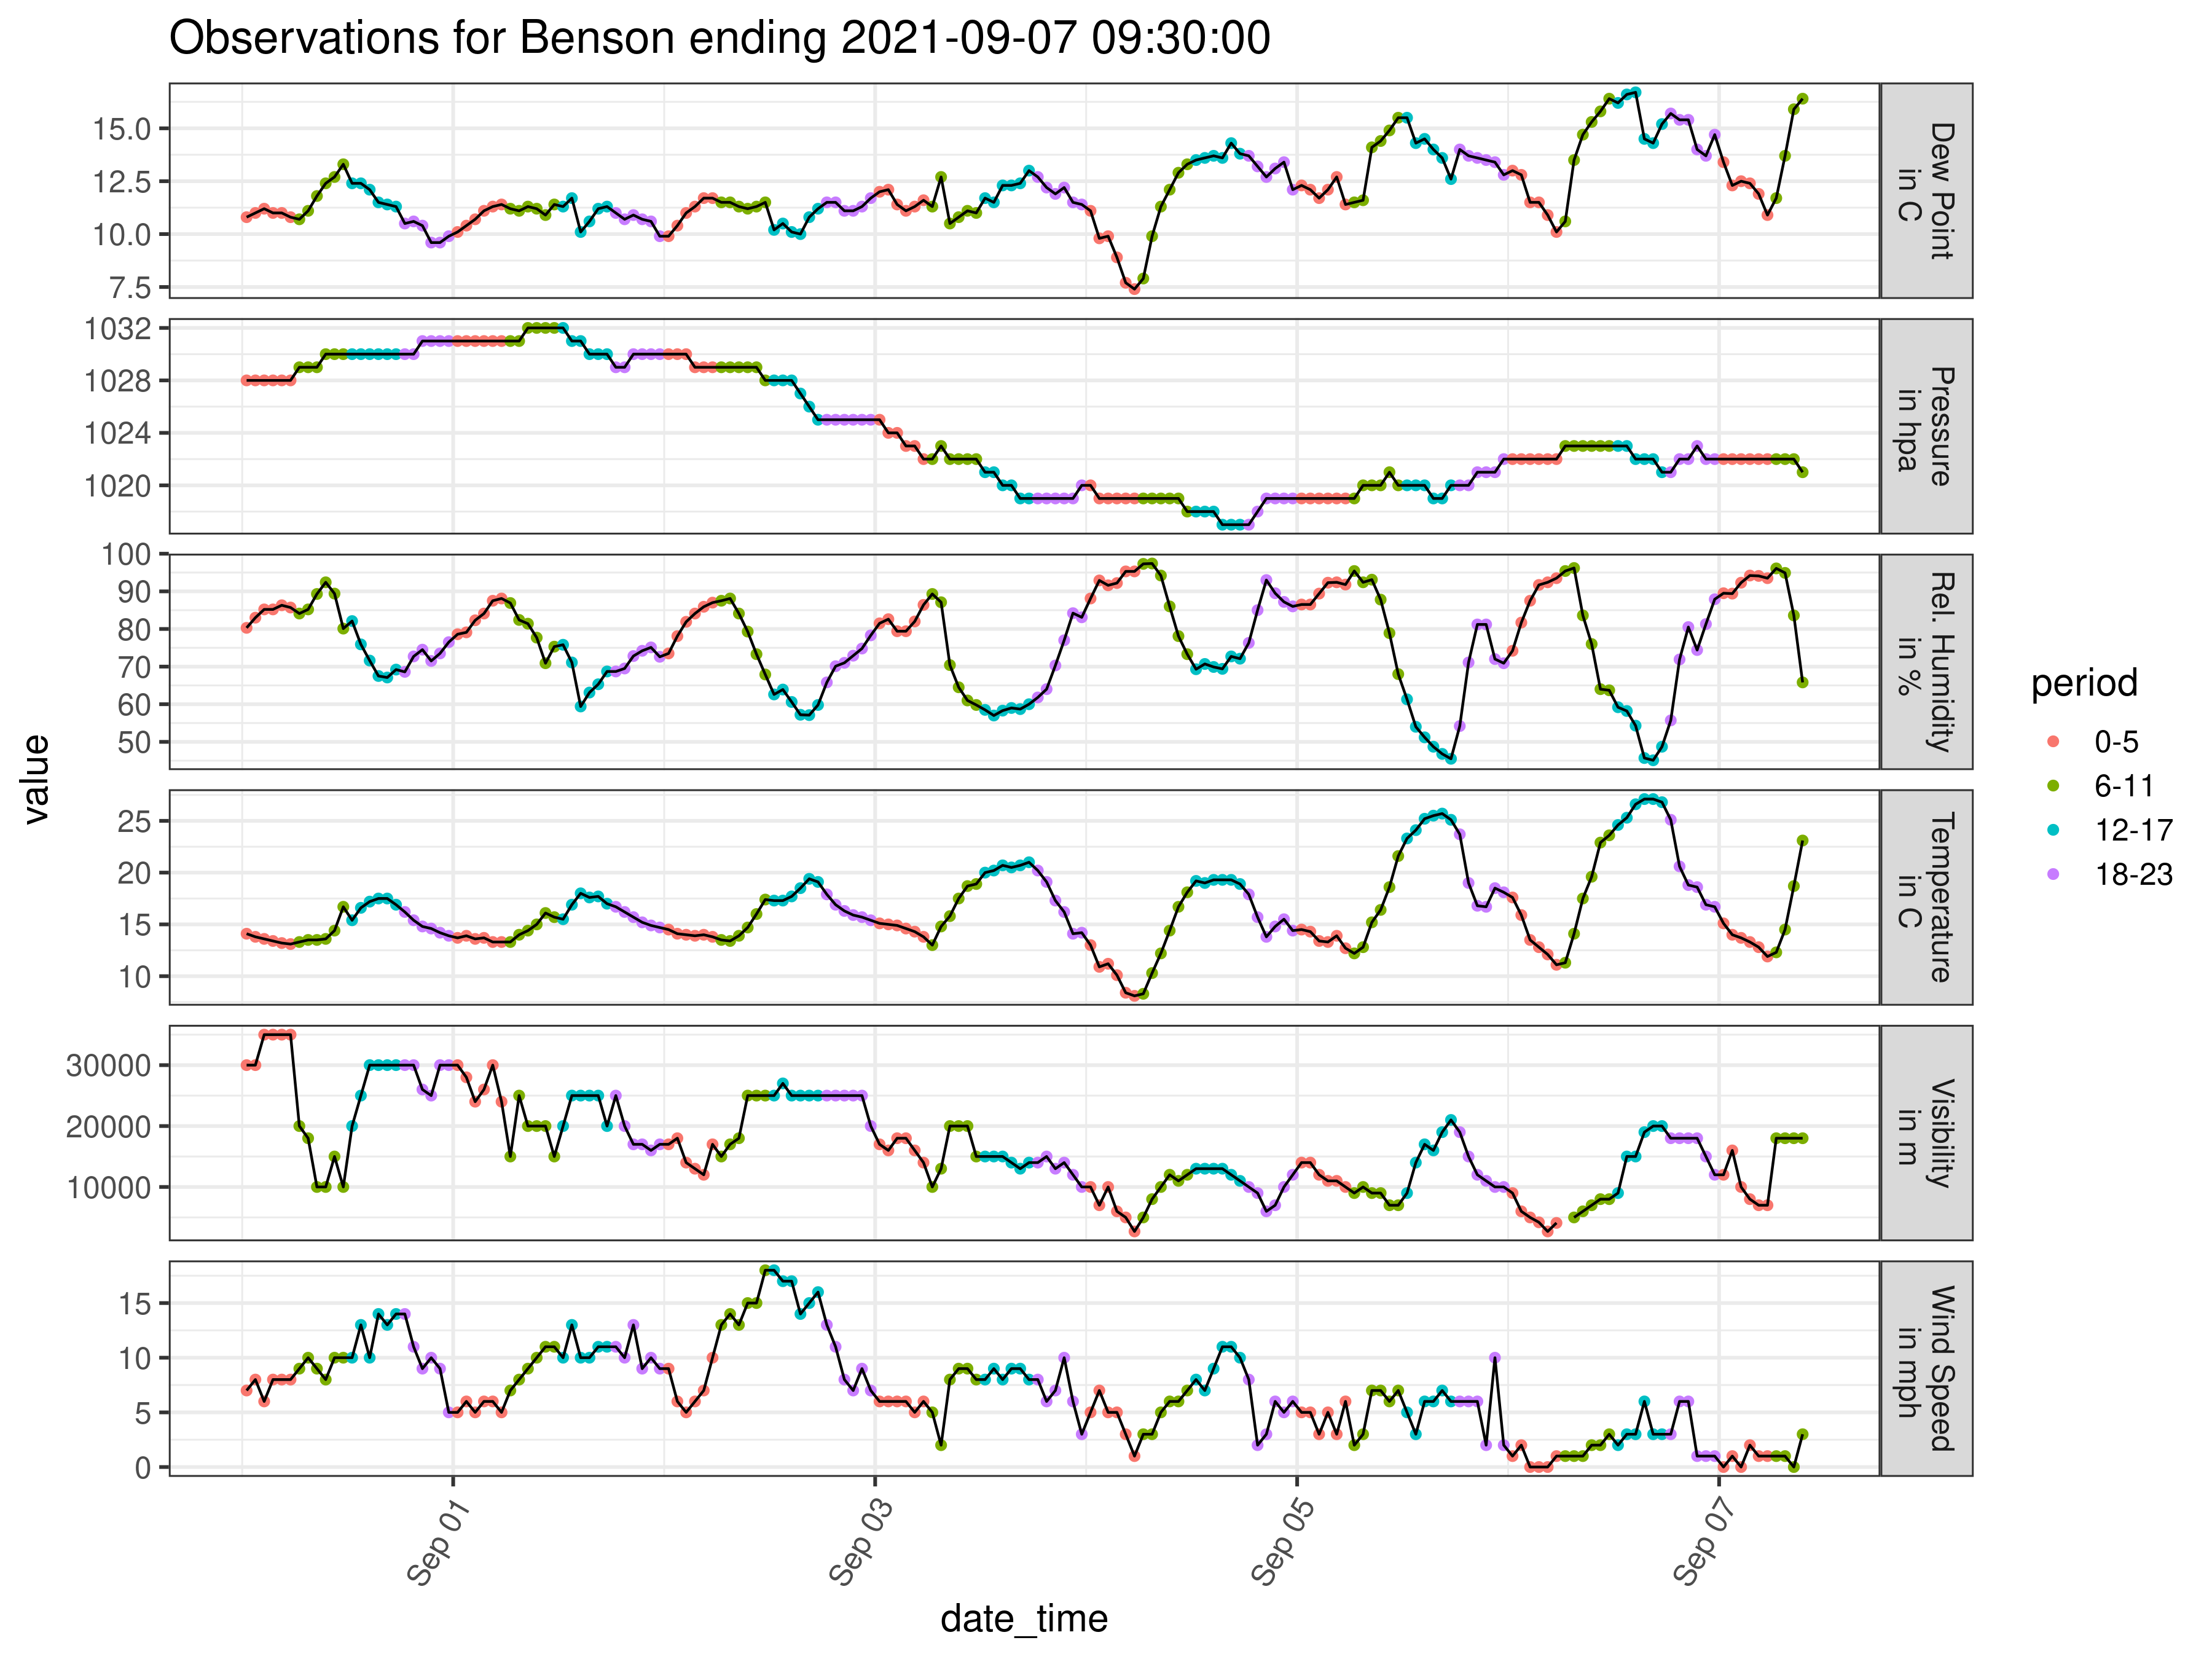 Observations for Benson ending 2021-09-07 09:30:00
15.0
12.5
10.0
7.5
Dew Point
in C
1032
1028
1024
1020
Pressure
in hpa
100
90
80
70
60
50
Rel. Humidity
in %
25
20
15
10
Temperature
in C
30000
20000
10000
Visibility
in m
15
10
5
0
Wind Speed
in mph
value
Sep 01
Sep 03
Sep 05
Sep 07
date_time
period
0-5
6-11
12-17
18-23